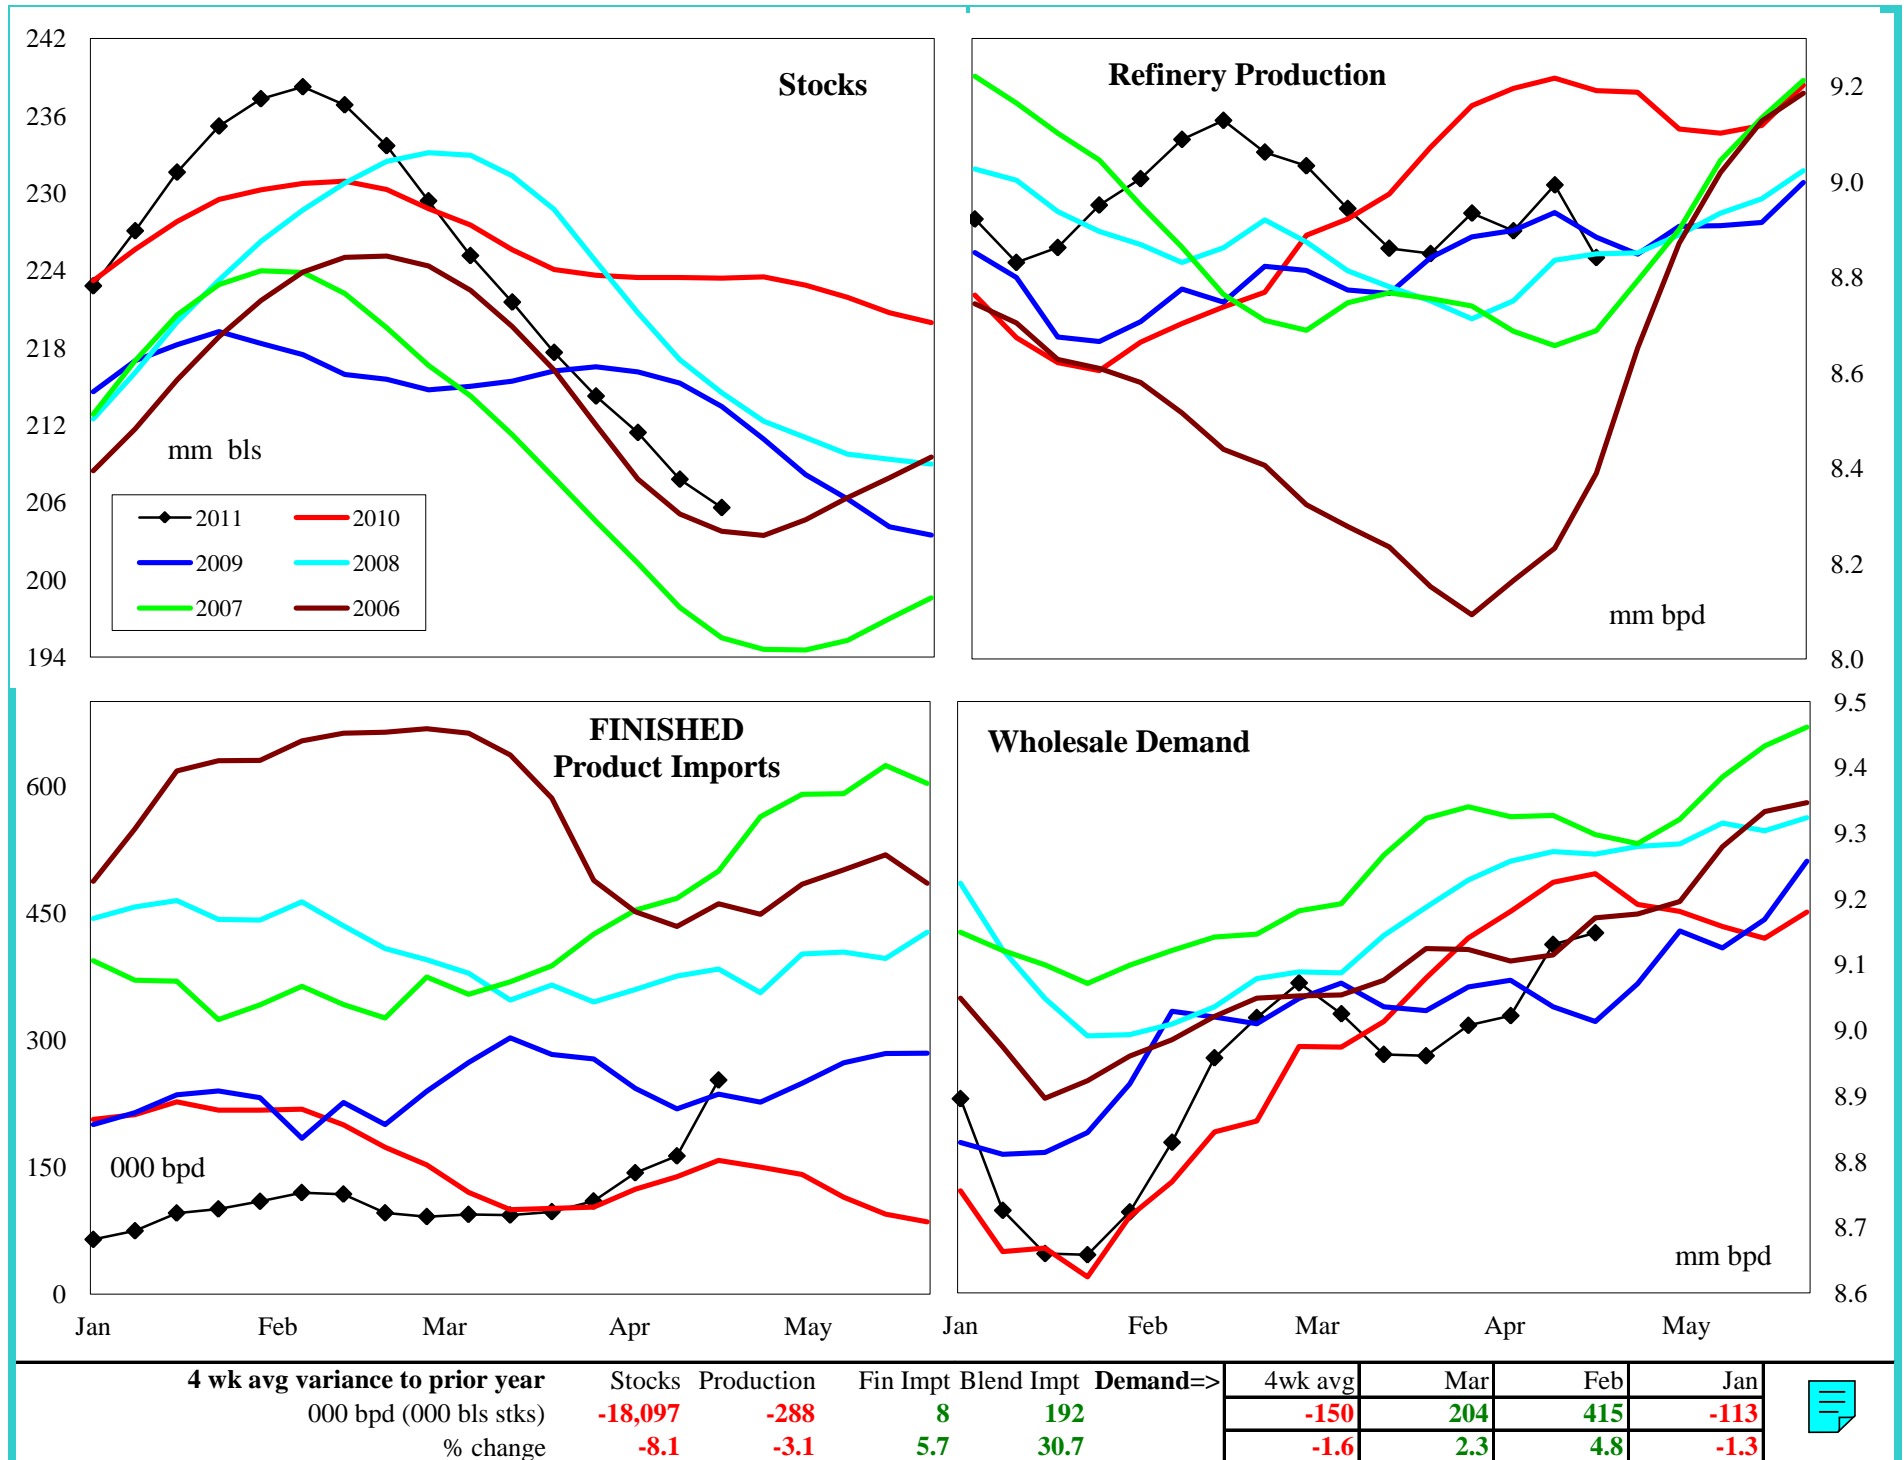 Stocks
242
236
230
224
218
212
206
200
194
mm bls
2011 2010
2009 2008
2007 2006
Refinery Production
9.2
9.0
8.8
8.6
8.4
8.2
8.0
mm bpd
FINISHED
Product Imports
600
450
300
150
0
000 bpd
Jan Feb Mar Apr May
Wholesale Demand
9.5
9.4
9.3
9.2
9.1
9.0
8.9
8.8
8.7
8.6
mm bpd
Jan Feb Mar Apr May
4 wk avg variance to prior year Stocks Production Fin Impt Blend Impt Demand=> 4wk avg Mar Feb Jan
000 bpd (000 bls stks) -18,097 -288 8 192 -150 204 415 -113
% change -8.1 -3.1 5.7 30.7 -1.6 2.3 4.8 -1.3